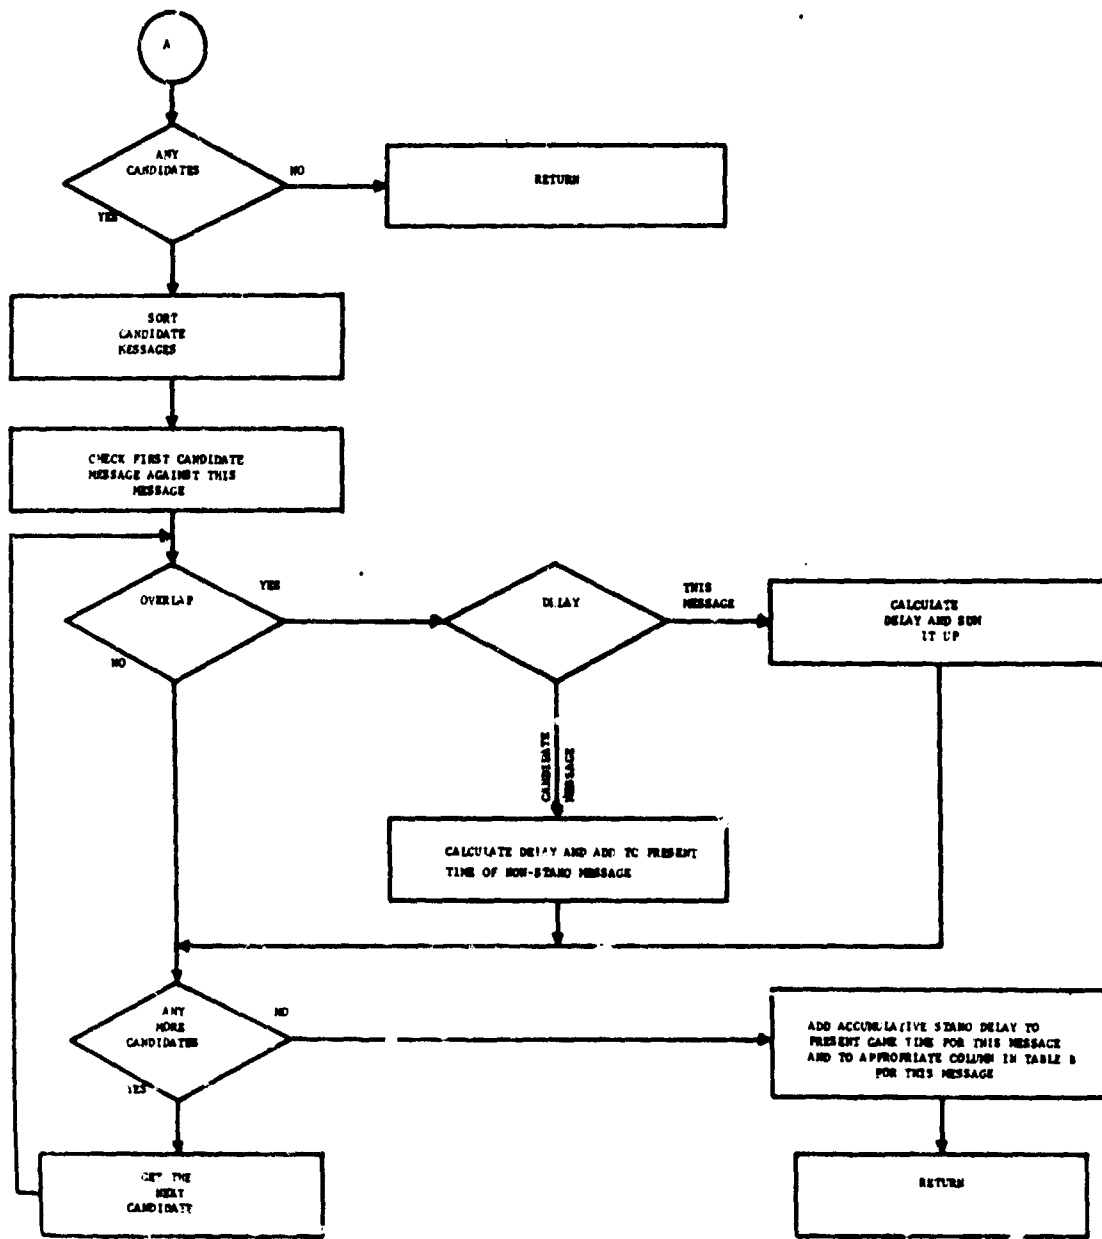 A
ANY
CANDIDATES
NO
YES
RETURN
SORT
CANDIDATE
MESSAGES
CHECK FIRST CANDIDATE
MESSAGE AGAINST THIS
MESSAGE
OVERLAP
YES
NO
DELAY
THIS
MESSAGE
CALCULATE
DELAY AND SUM
IT UP
CANDIDATE
MESSAGE
CALCULATE DELAY AND ADD TO PRESENT
TIME OF NON-STANO MESSAGE
ANY
MORE
CANDIDATES
NO
YES
ADD ACCUMULATIVE STANO DELAY TO
PRESENT GAME TIME FOR THIS MESSAGE
AND TO APPROPRIATE COLUMN IN TABLE
FOR THIS MESSAGE
GET THE
NEXT
CANDIDATE
RETURN